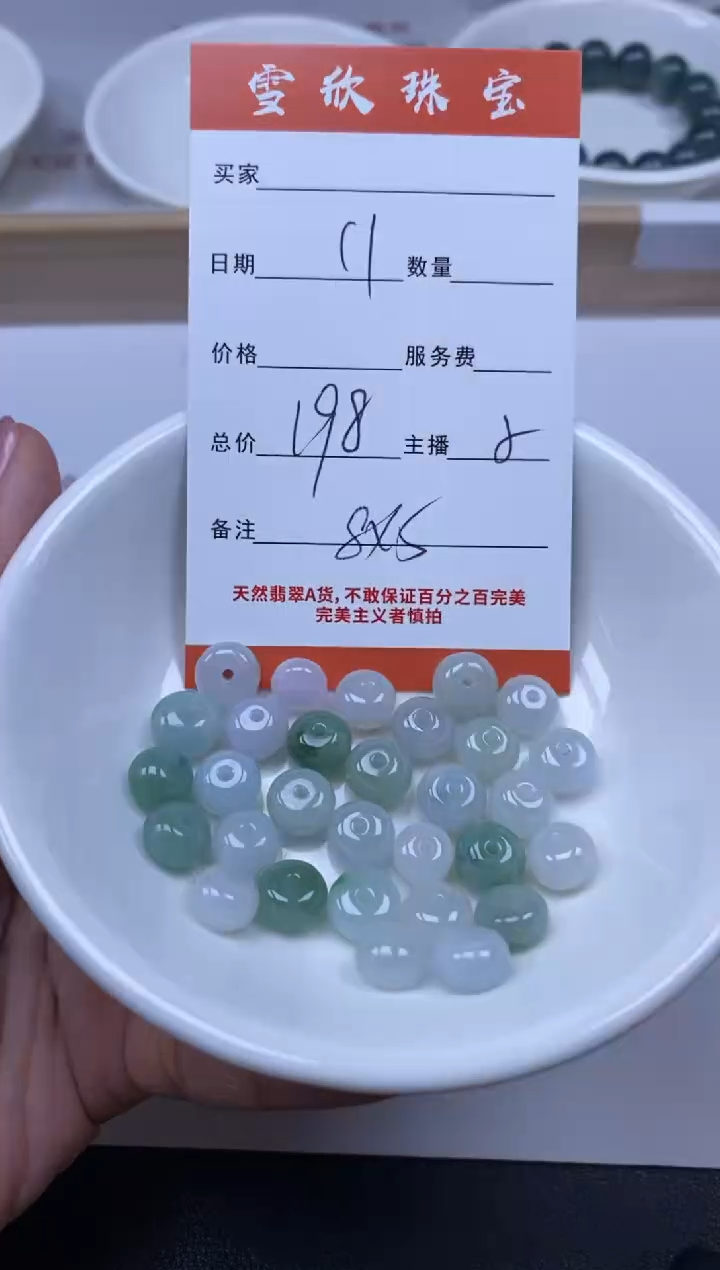 雪欣珠宝
买家
日期 11 数量
价格 服务费
总价 198 主播
备注 8X5
天然翡翠A货,不敢保证百分之百完美
完美主义者慎拍